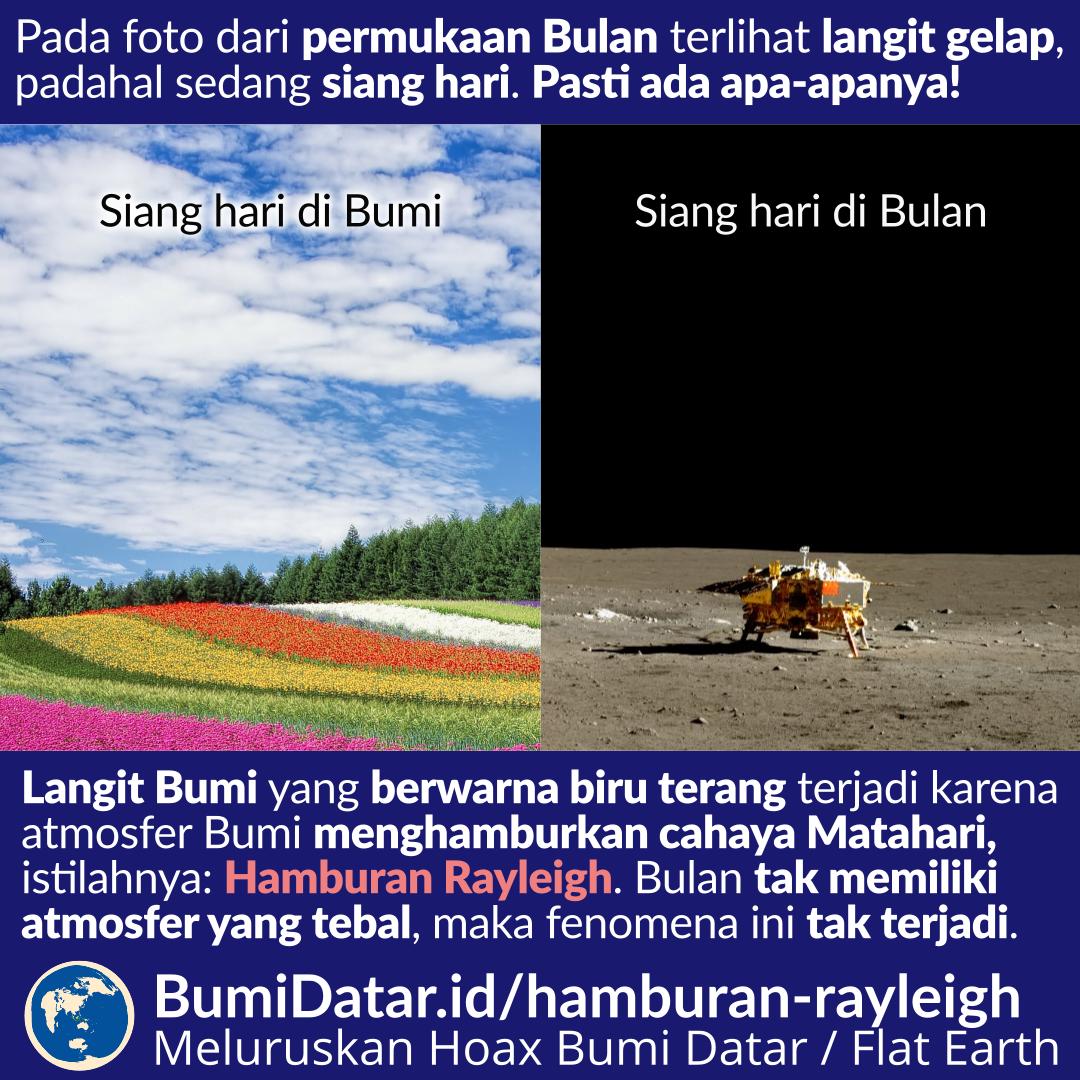 Pada foto dari permukaan Bulan terlihat langit gelap,
padahal sedang siang hari. Pasti ada apa-apanya!
Siang hari di Bumi
Siang hari di Bulan
Langit Bumi yang berwarna biru terang terjadi karena
atmosfer Bumi menghamburkan cahaya Matahari,
istilahnya: Hamburan Rayleigh. Bulan tak memiliki
atmosfer yang tebal, maka fenomena ini tak terjadi.
BumiDatar.id/hamburan-rayleigh
Meluruskan Hoax Bumi Datar / Flat Earth